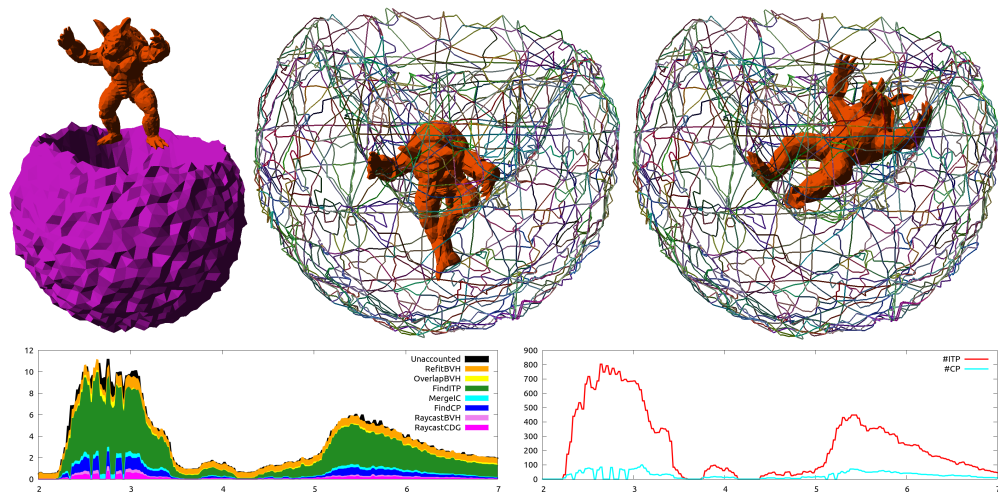 12
10
8
6
4
2
0
2
3
4
5
6
7
Unaccounted
RefitBVH
OverlapBVH
FindITP
MergeIC
FindCP
RaycastBVH
RaycastCDG
900
800
700
600
500
400
300
200
100
0
2
3
4
5
6
7
#ITP
#CP